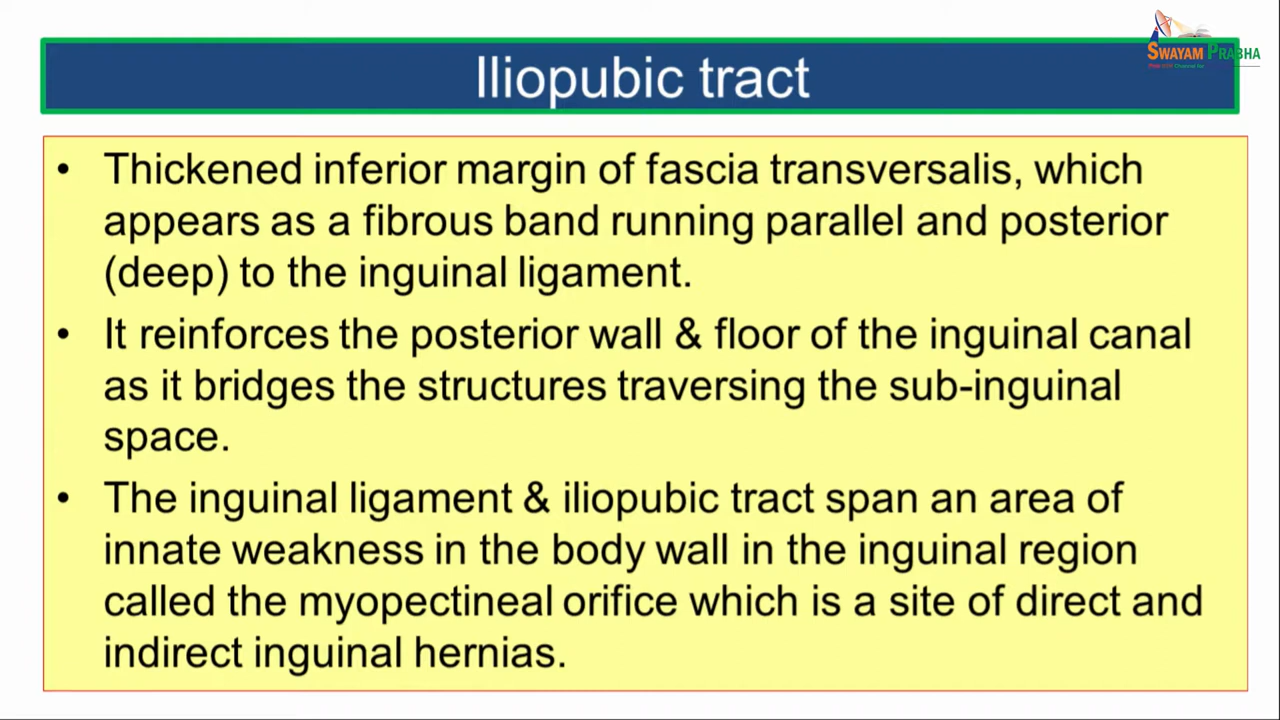 SWAYAM PRABHA
Iliopubic tract
• Thickened inferior margin of fascia transversalis, which
appears as a fibrous band running parallel and posterior
(deep) to the inguinal ligament.
• It reinforces the posterior wall & floor of the inguinal canal
as it bridges the structures traversing the sub-inguinal
space.
• The inguinal ligament & iliopubic tract span an area of
innate weakness in the body wall in the inguinal region
called the myopectineal orifice which is a site of direct and
indirect inguinal hernias.